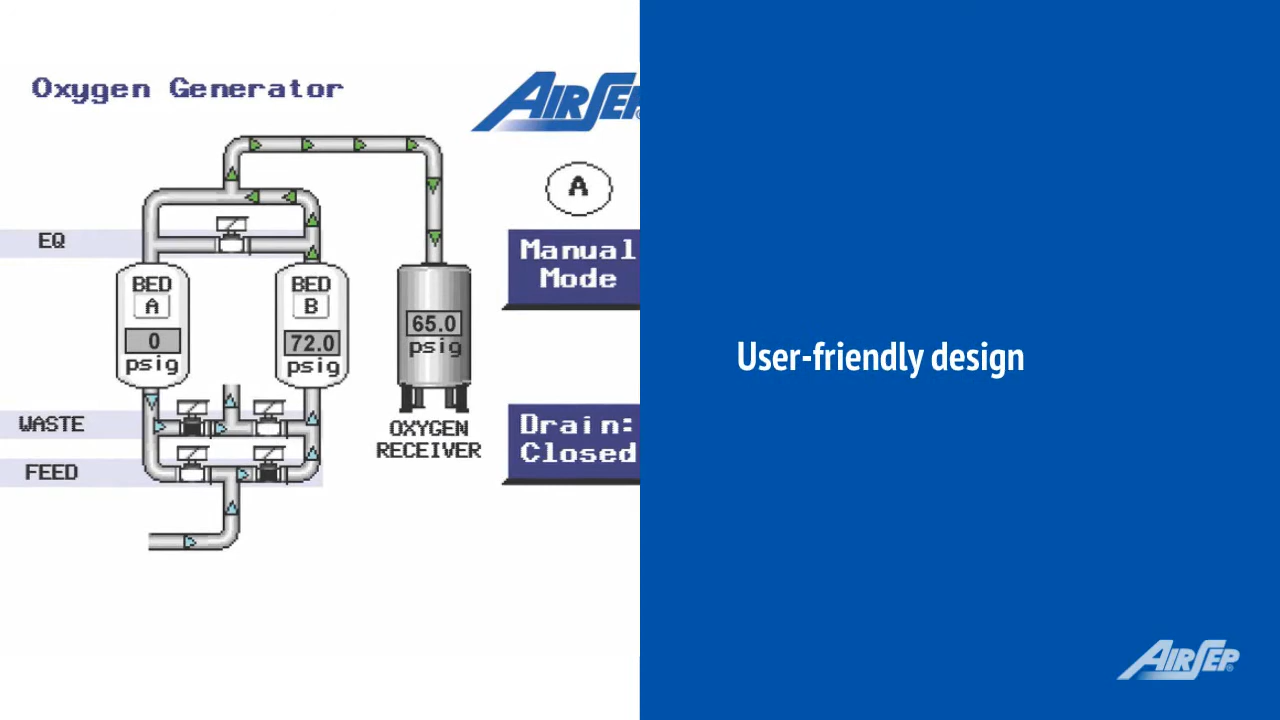 Oxygen Generator
AIRSEP
A
EQ
Manual
Mode
BED
A
BED
B
0
psig
72.0
psig
65.0
psig
User-friendly design
WASTE
FEED
OXYGEN
RECEIVER
Drain:
Closed
AIRSEP®